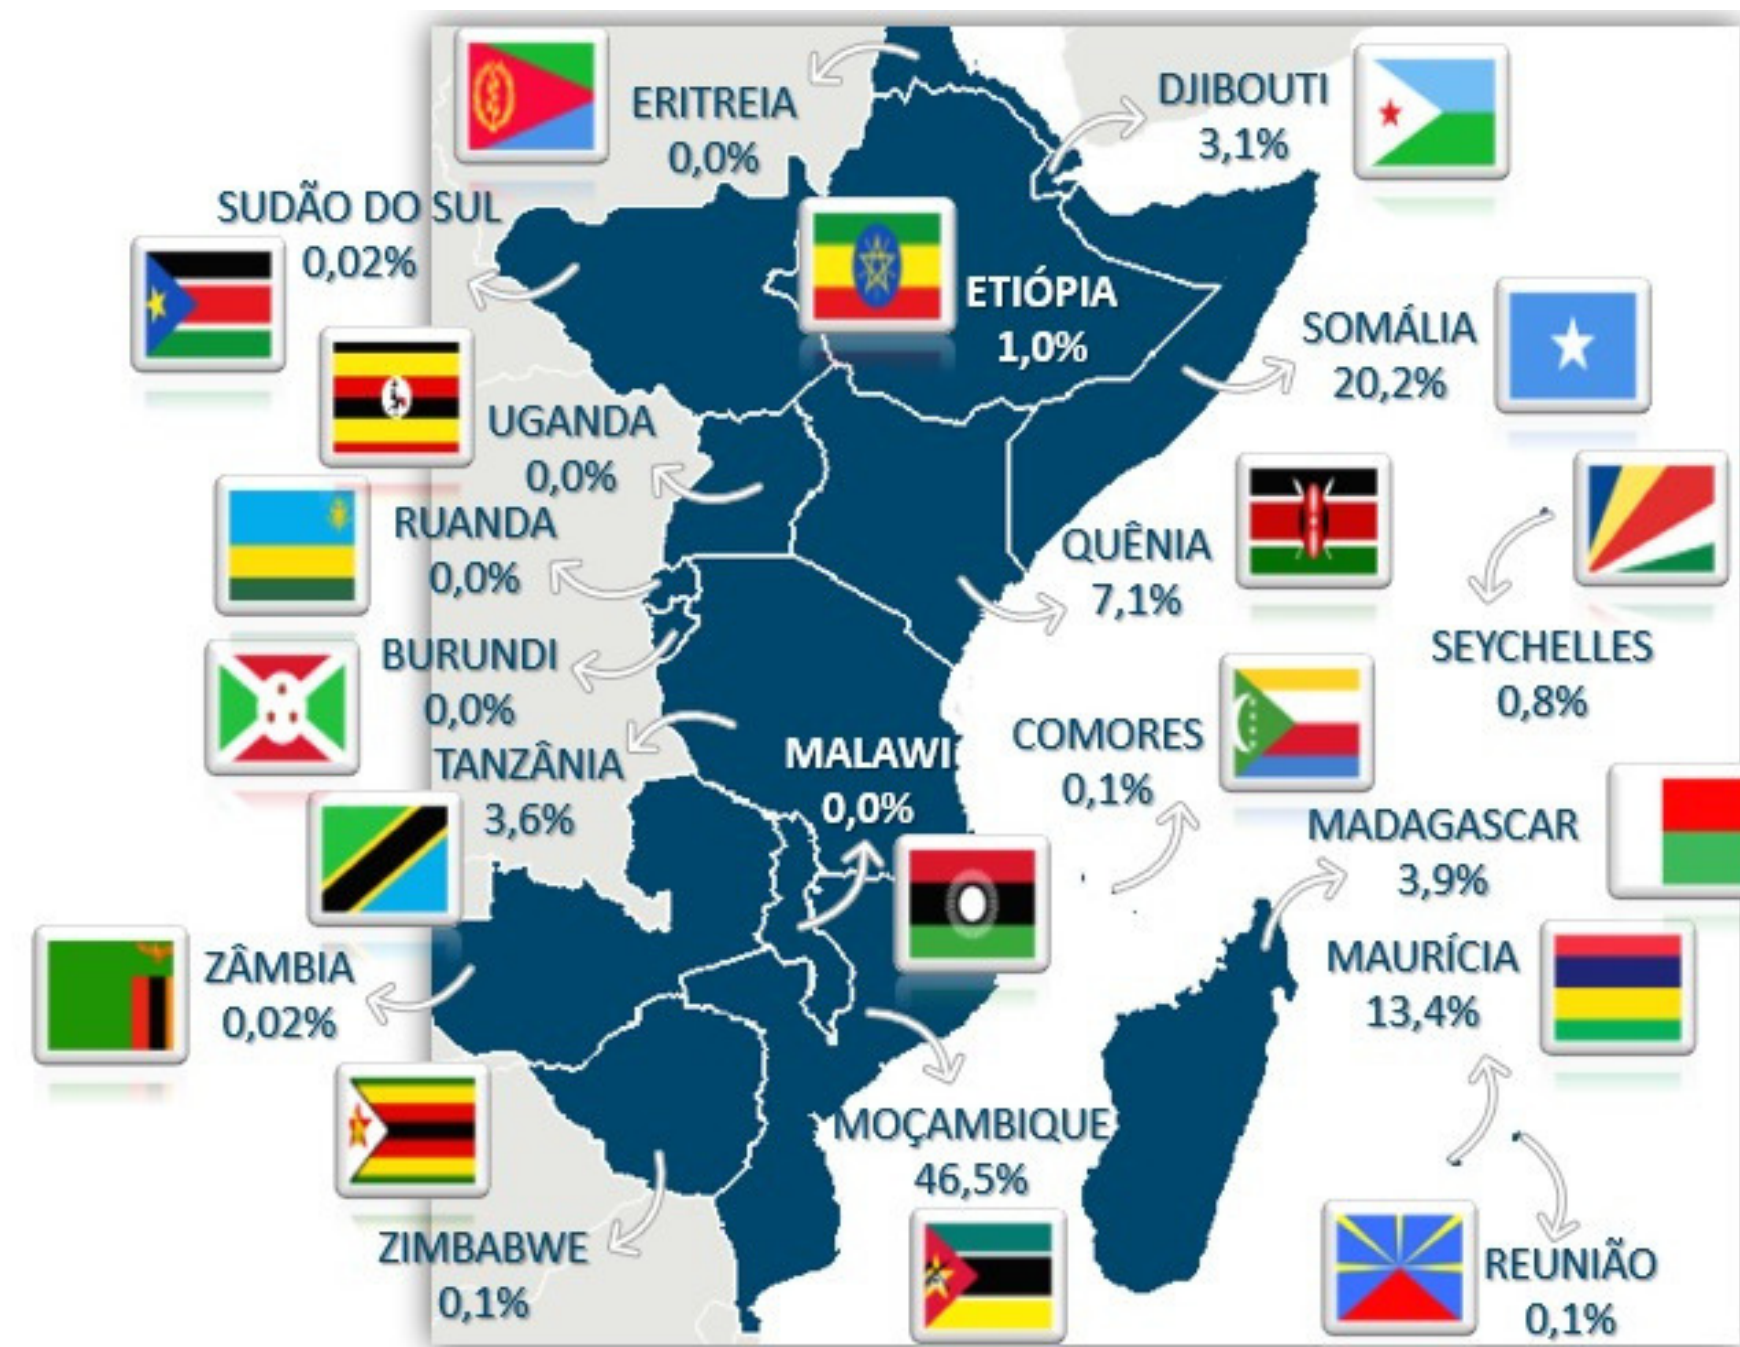 ERITREIA
0,0%
DJIBOUTI
3,1%
SUDÃO DO SUL
0,02%
ETIÓPIA
1,0%
SOMÁLIA
20,2%
UGANDA
0,0%
RUANDA
0,0%
QUÊNIA
7,1%
SEYCHELLES
0,8%
BURUNDI
0,0%
TANZÂNIA
3,6%
MALAWI
0,0%
COMORES
0,1%
MADAGASCAR
3,9%
ZÂMBIA
0,02%
MAURÍCIA
13,4%
MOÇAMBIQUE
46,5%
ZIMBABWE
0,1%
REUNIÃO
0,1%